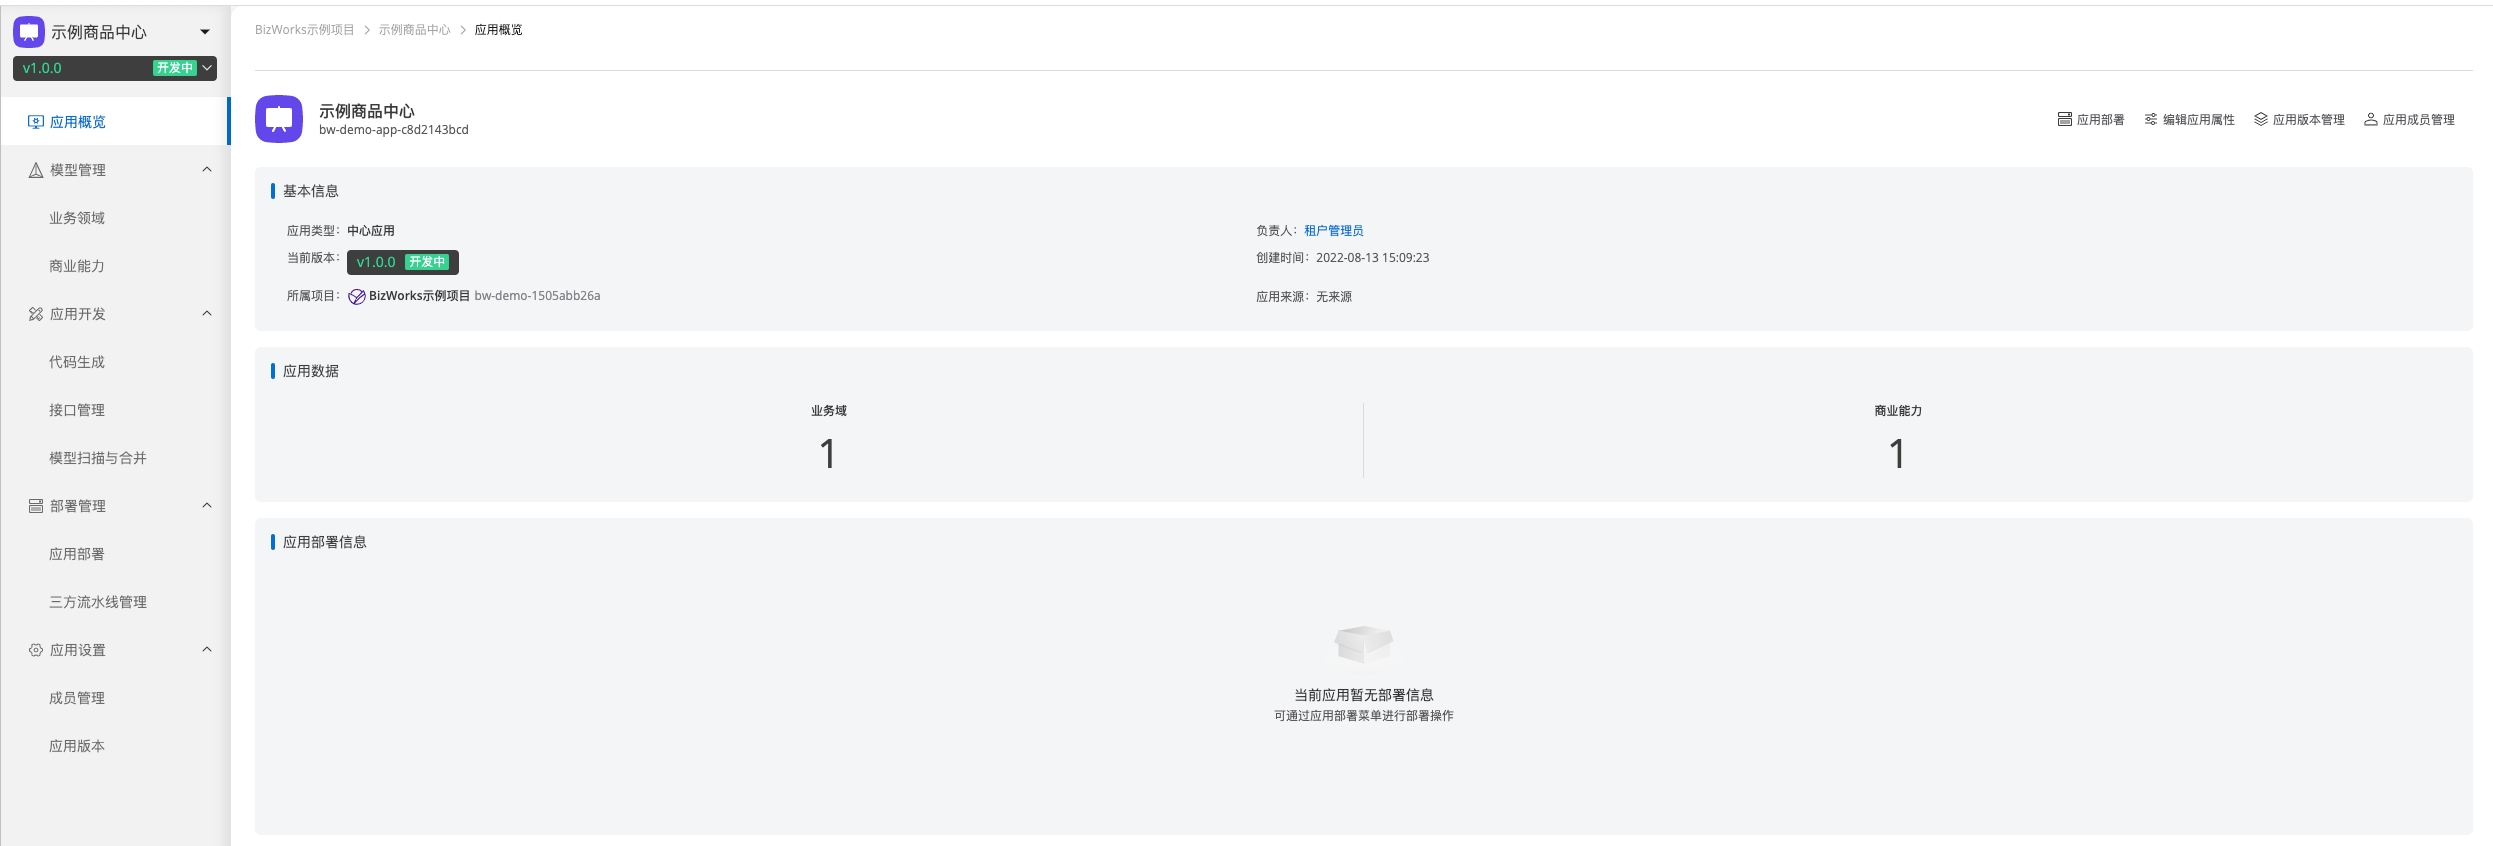 示例商品中心
v1.0.0 开发中
应用概览
模型管理
业务领域
商业能力
应用开发
代码生成
接口管理
模型扫描与合并
部署管理
应用部署
三方流水线管理
应用设置
成员管理
应用版本
BizWorks示例项目 > 示例商品中心 > 应用概览
示例商品中心
bw-demo-app-c8d2143bcd
应用部署 编辑应用属性 应用版本管理 应用成员管理
基本信息
应用类型: 中心应用 负责人: 租户管理员
当前版本: v1.0.0 开发中 创建时间: 2022-08-13 15:09:23
所属项目: BizWorks示例项目 bw-demo-1505abb26a 应用来源: 无来源
应用数据
业务域 商业能力
1 1
应用部署信息
当前应用暂无部署信息
可通过应用部署菜单进行部署操作